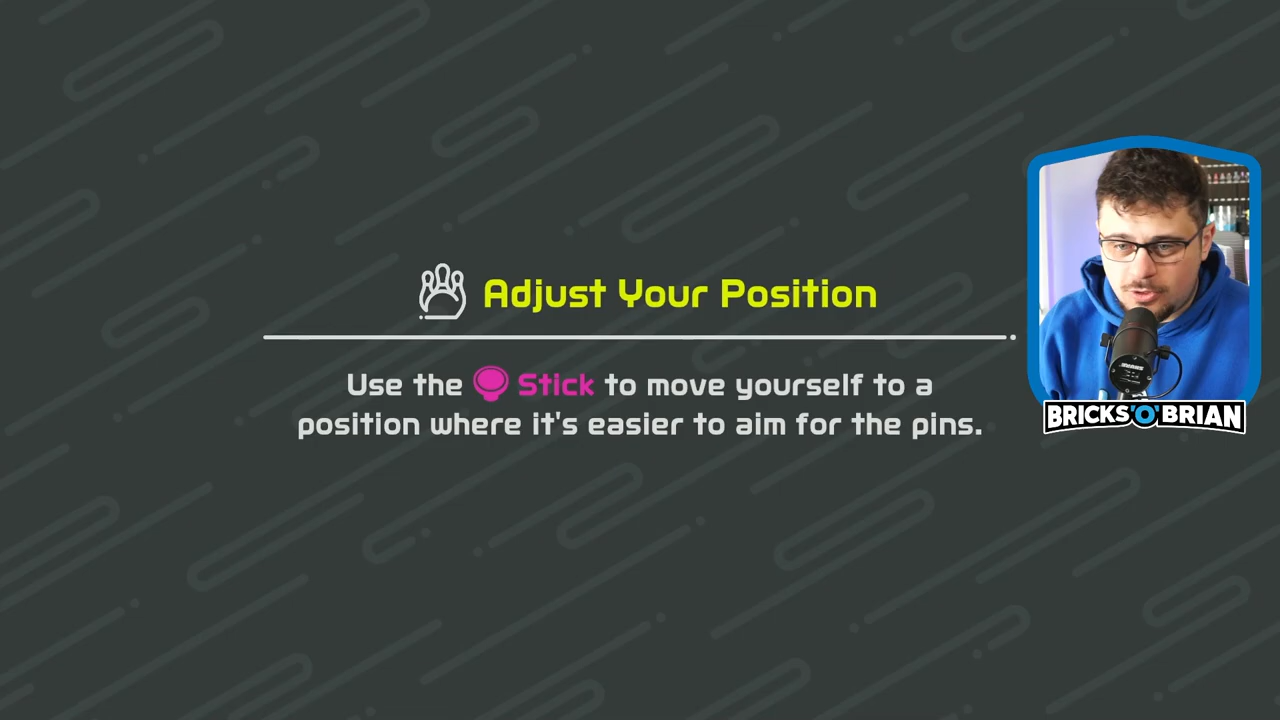 Adjust Your Position
Use the Stick to move yourself to a
position where it's easier to aim for the pins.
BRICKS'O'BRIAN